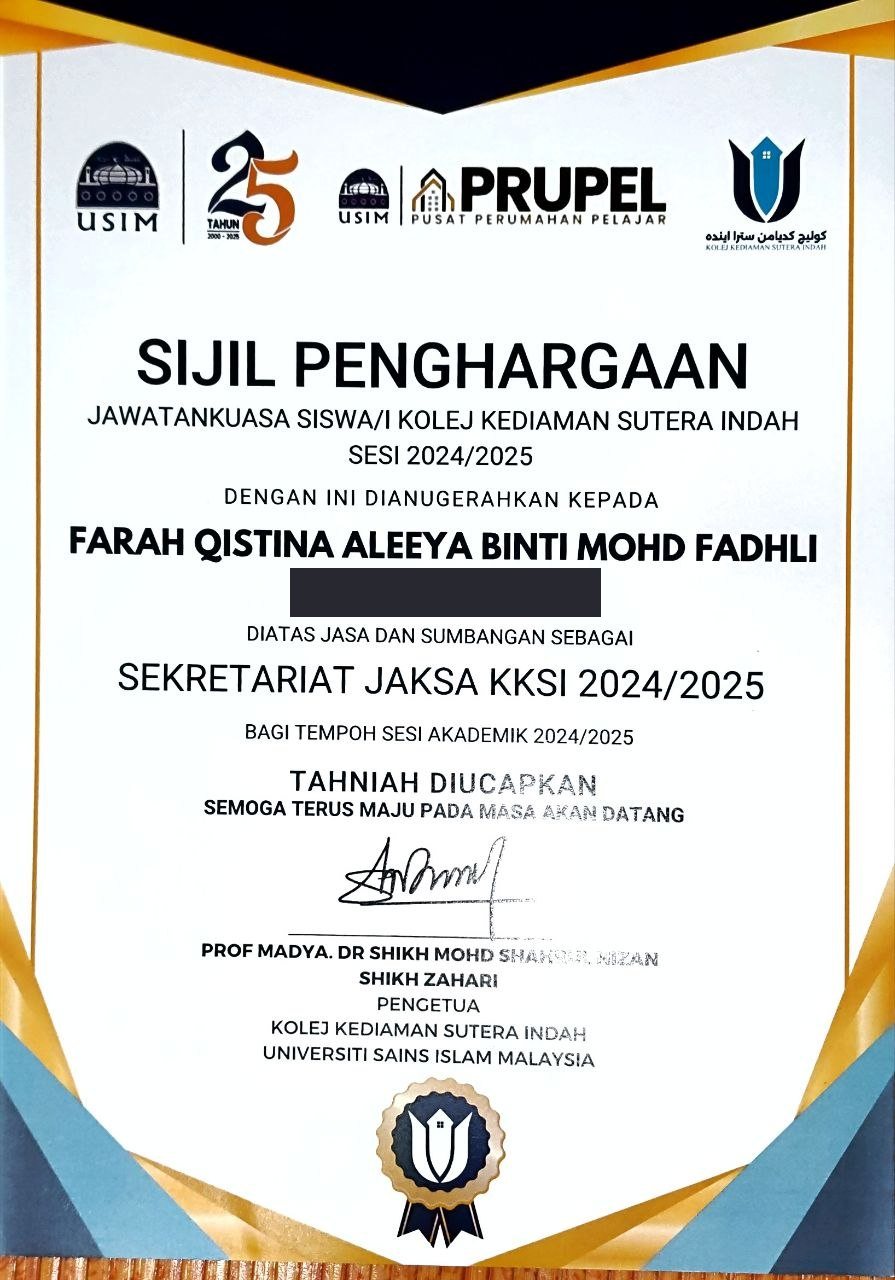 USIM
25
TAHUN
2000 - 2025
USIM
PRUPEL
PUSAT PERUMAHAN PELAJAR
كوليج كديامن سترا اينده
KOLEJ KEDIAMAN SUTERA INDAH
SIJIL PENGHARGAAN
JAWATANKUASA SISWA/I KOLEJ KEDIAMAN SUTERA INDAH
SESI 2024/2025
DENGAN INI DIANUGERAHKAN KEPADA
FARAH QISTINA ALEEYA BINTI MOHD FADHLI
DIATAS JASA DAN SUMBANGAN SEBAGAI
SEKRETARIAT JAKSA KKSI 2024/2025
BAGI TEMPOH SESI AKADEMIK 2024/2025
TAHNIAH DIUCAPKAN
SEMOGA TERUS MAJU PADA MASA AKAN DATANG
PROF MADYA. DR SHIKH MOHD NIZAN
SHIKH ZAHARI
PENGETUA
KOLEJ KEDIAMAN SUTERA INDAH
UNIVERSITI SAINS ISLAM MALAYSIA